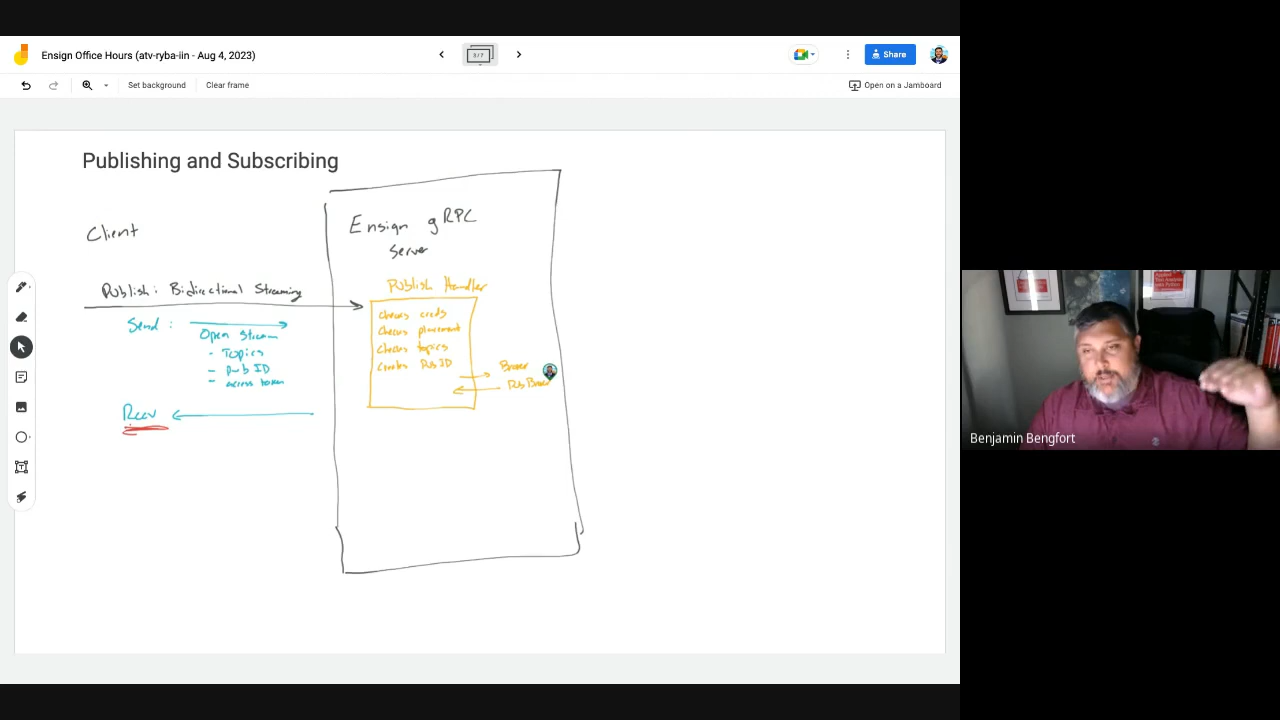 Ensign Office Hours (atv-ryba-iin - Aug 4, 2023)
Share
Set background
Clear frame
Open on a Jamboard
Publishing and Subscribing
Client
Ensign gRPC
server
Publish: Bidirectional Streaming
Publish Handler
Send:
Open Stream
- Topics
- Pub ID
- access token
Recv
checks creds
checks placement
checks topics
creates Pub ID
Broker
Benjamin Bengfort